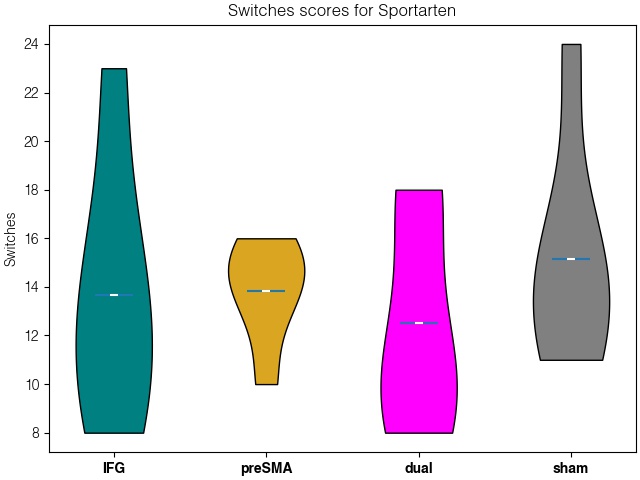 Switches scores for Sportarten
24
22
20
18
16
14
12
10
8
Switches
IFG
preSMA
dual
sham